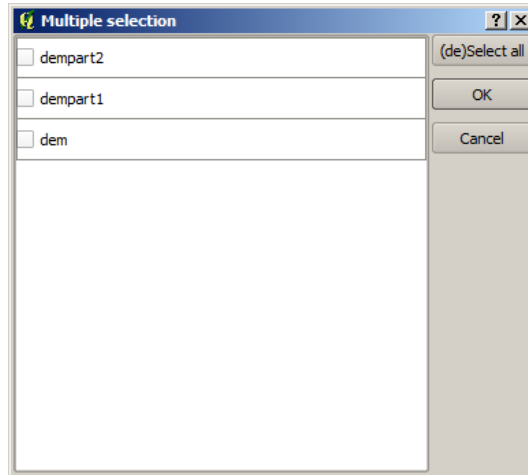 Multiple selection
dempart2
dempart1
dem
(de)Select all
OK
Cancel